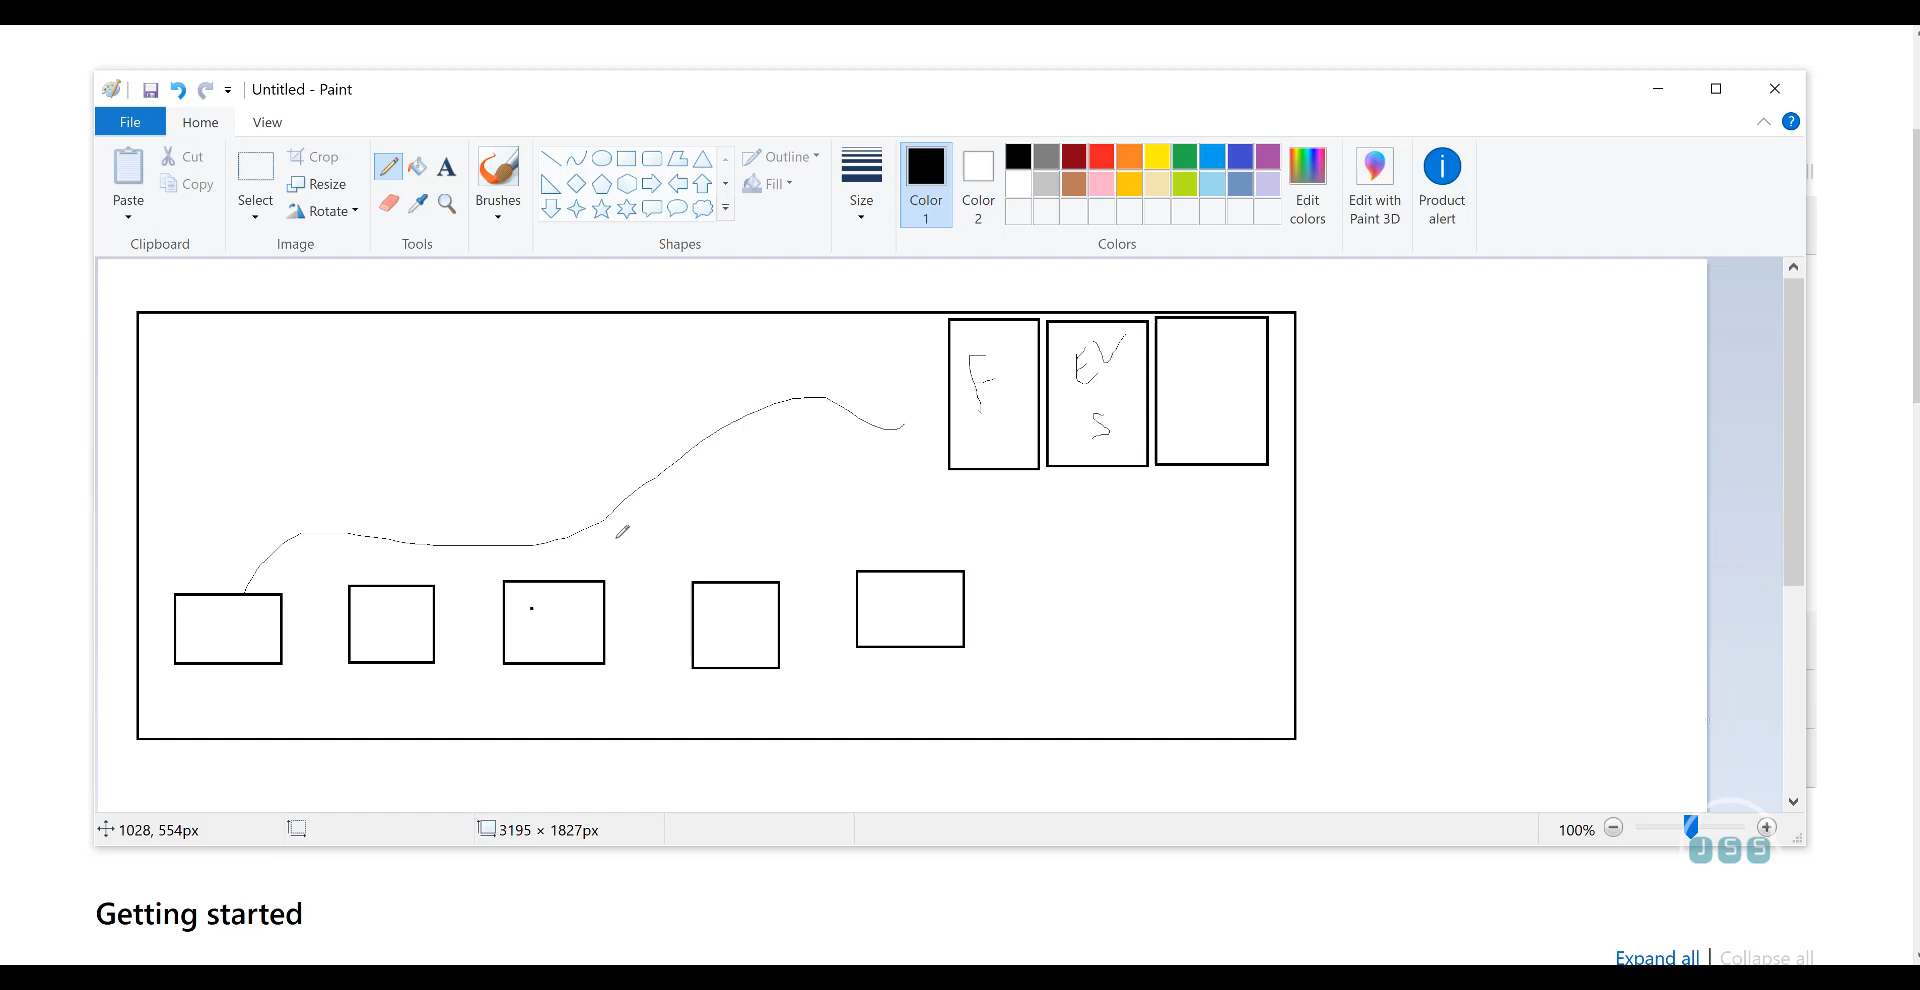 Untitled - Paint
File Home View
Paste
Cut
Copy
Clipboard
Select
Crop
Resize
Rotate
Image
A
Tools
Brushes
Shapes
Outline
Fill
Size
Color 1
Color 2
Colors
Edit colors
Edit with Paint 3D
i
Product alert
?
F
EV
S
1028, 554px
3195 × 1827px
100%
JSS
Getting started
Expand all | Collapse all